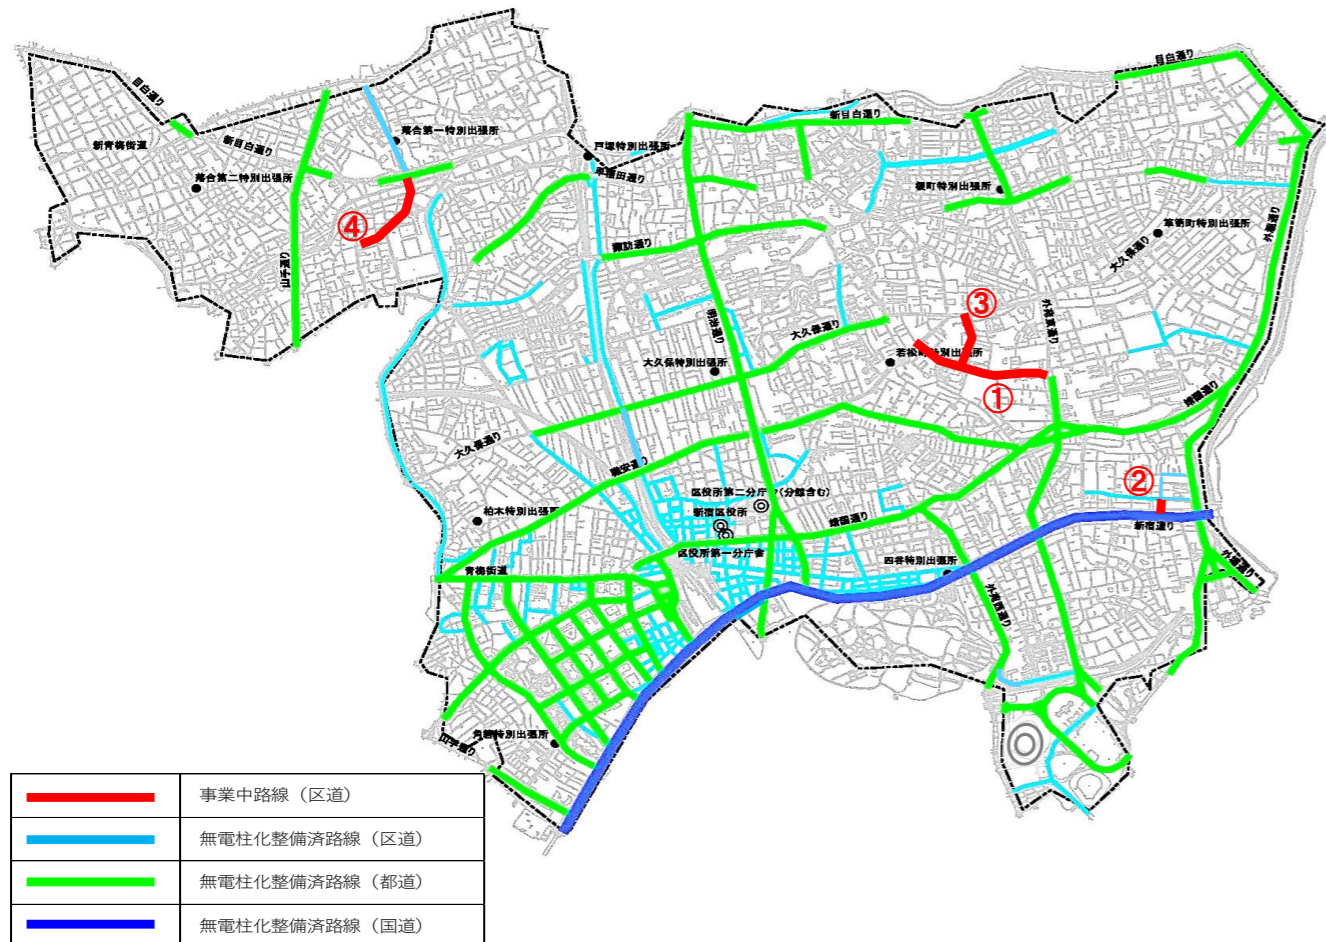 目白通り
目白通り
新青梅街道
新目白通り
落合第一特別出張所
落合第二特別出張所
戸塚特別出張所
早稲田通り
新目白通り
榎町特別出張所
箪笥町特別出張所
大久保通り
外堀通り
④
山手通り
諏訪通り
明治通り
大久保通り
大久保特別出張所
③
外苑東通り
若松町特別出張所
①
靖国通り
大久保通り
職安通り
②
柏木特別出張所
区役所第二分庁舎(分館含む)
新宿区役所
靖国通り
新宿通り
区役所第一分庁舎
青梅街道
四谷特別出張所
外苑西通り
外堀通り
角筈特別出張所
山手通り
事業中路線（区道）
無電柱化整備済路線（区道）
無電柱化整備済路線（都道）
無電柱化整備済路線（国道）